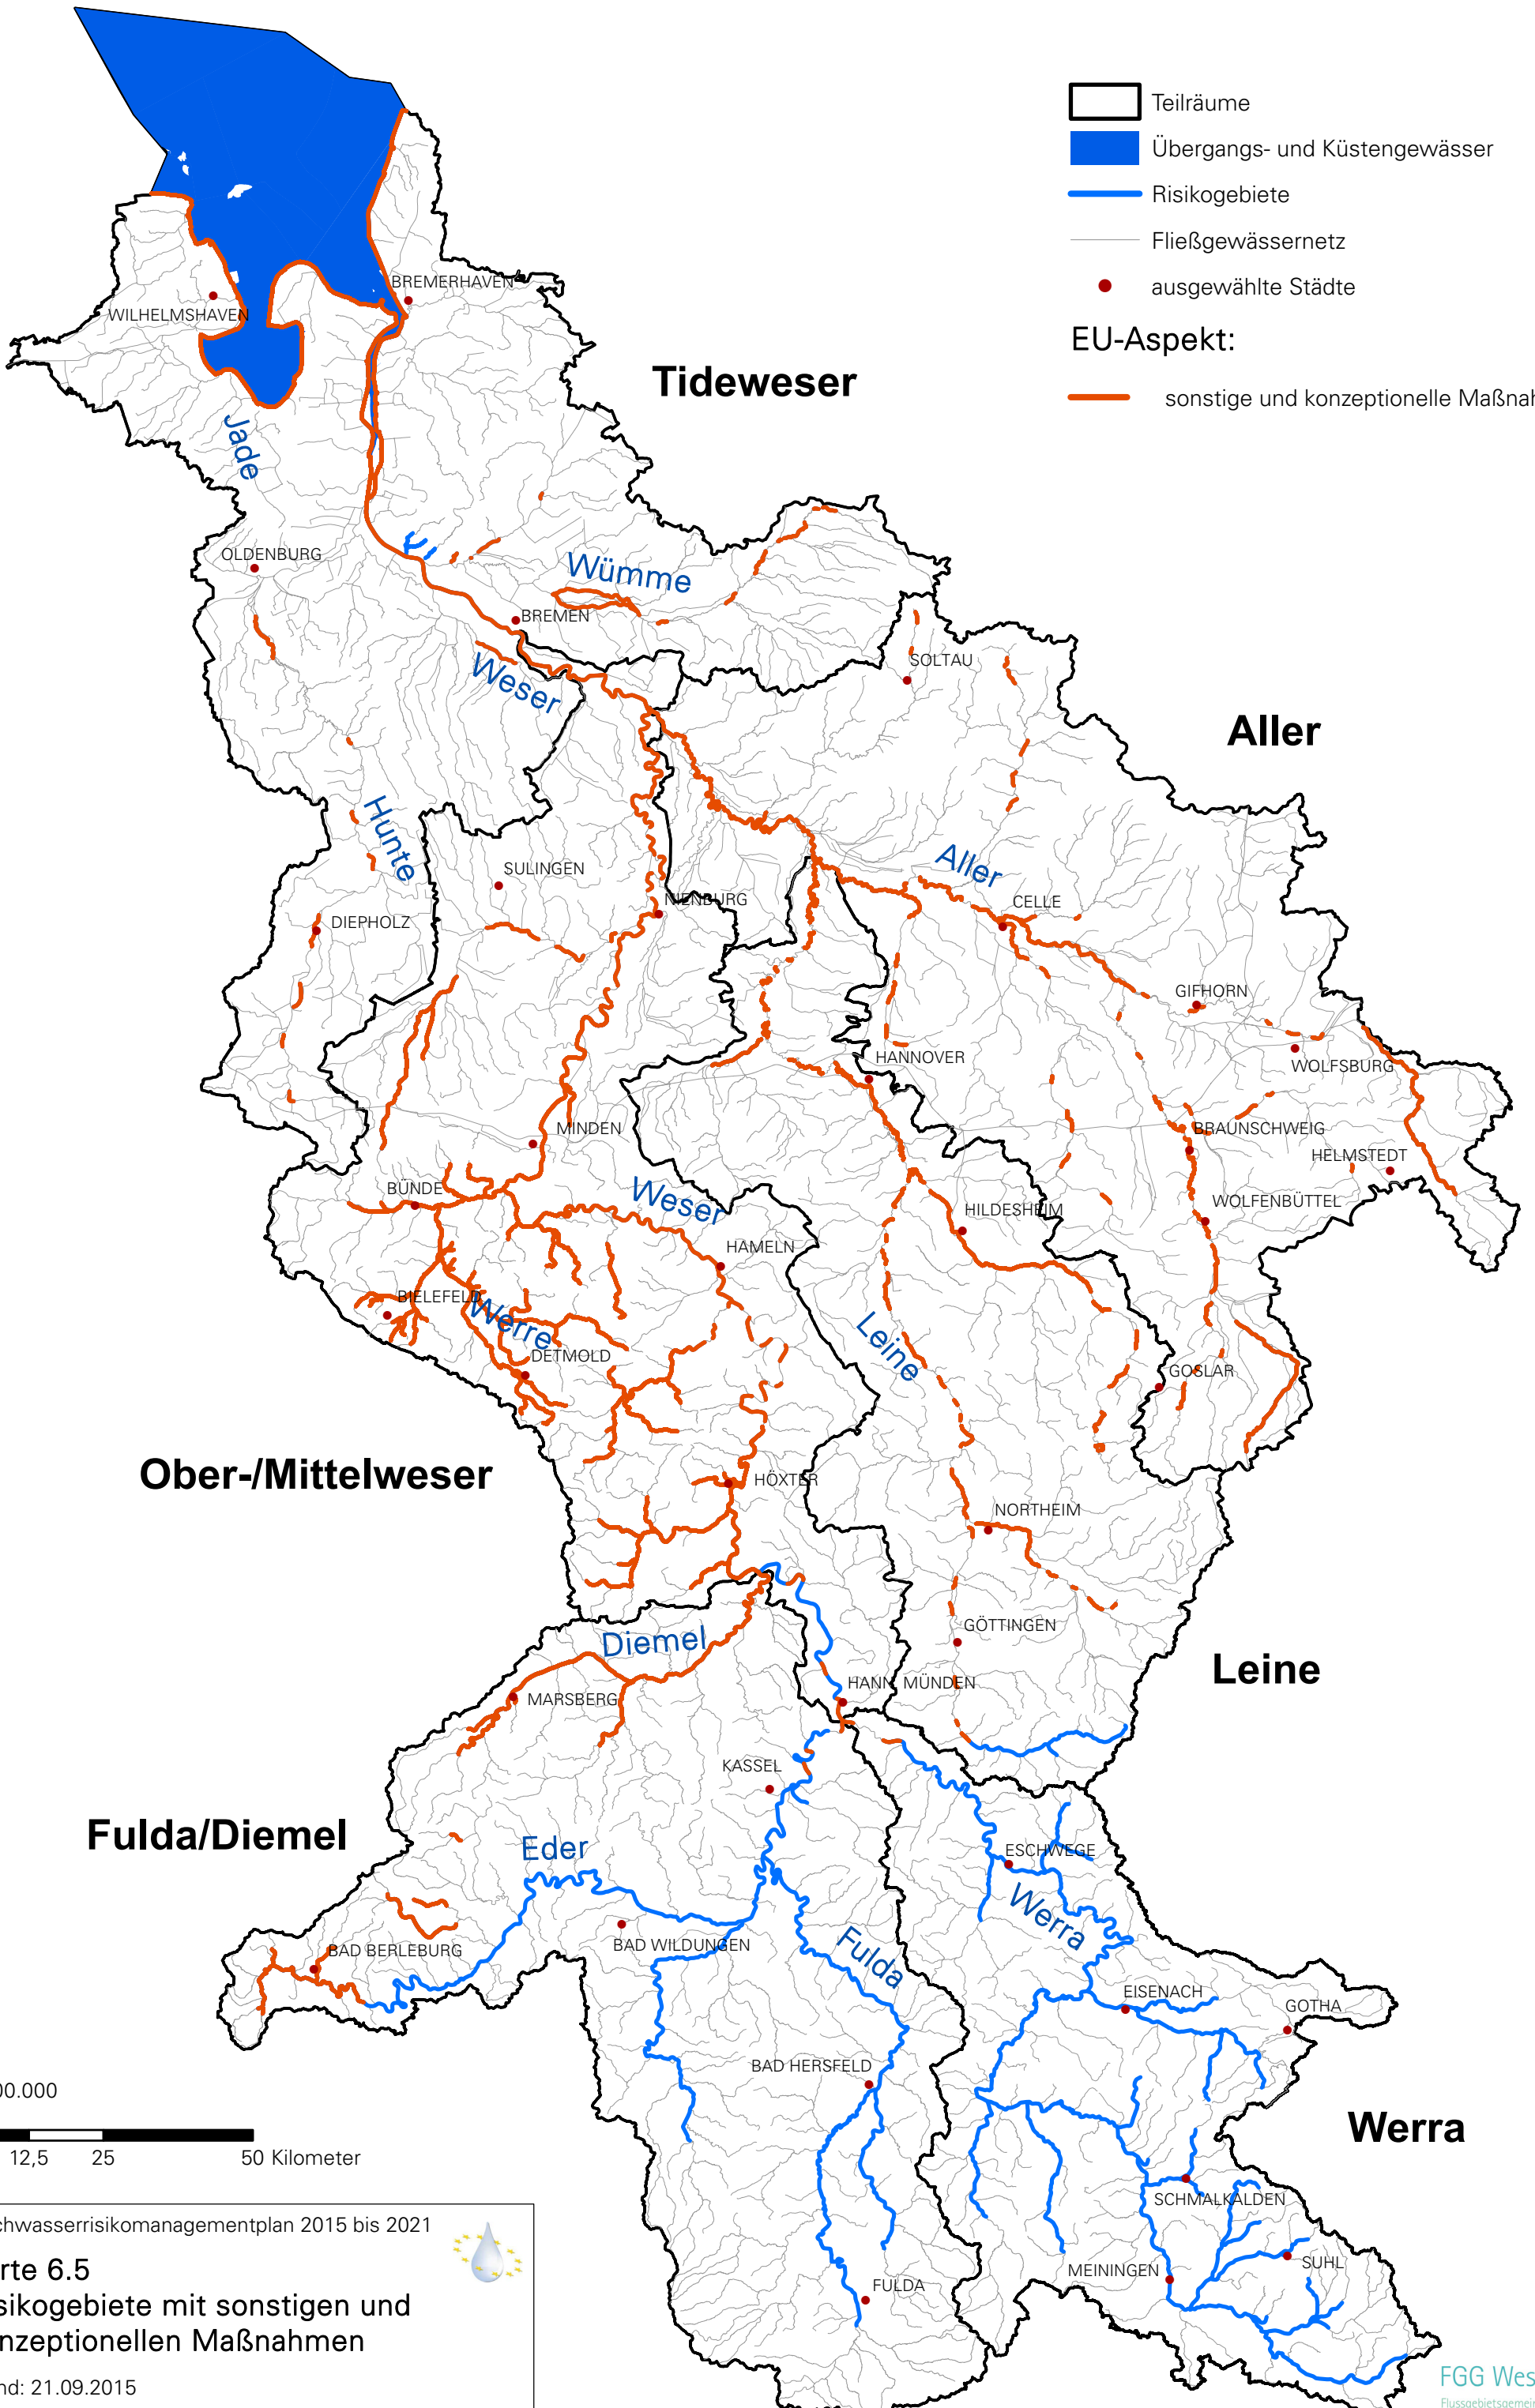 Teilräume
Übergangs- und Küstengewässer
Risikogebiete
Fließgewässernetz
ausgewählte Städte
EU-Aspekt:
sonstige und konzeptionelle Maßnah
BREMERHAVEN
WILHELMSHAVEN
Tideweser
Jade
OLDENBURG
Wümme
BREMEN
Weser
SOLTAU
Aller
Hunte
Aller
SULINGEN
NIENBURG
CELLE
DIEPHOLZ
GIFHORN
HANNOVER
WOLFSBURG
MINDEN
BRAUNSCHWEIG
HELMSTEDT
BÜNDE
Weser
WOLFENBÜTTEL
HILDESHEIM
HAMELN
BIELEFELD
Werre
Leine
DETMOLD
GOSLAR
Ober-/Mittelweser
HÖXTER
NORTHEIM
GÖTTINGEN
Diemel
Leine
HANN. MÜNDEN
MARSBERG
KASSEL
Fulda/Diemel
Eder
ESCHWEGE
Werra
BAD WILDUNGEN
BAD BERLEBURG
Fulda
EISENACH
GOTHA
BAD HERSFELD
00.000
Werra
12,5 25 50 Kilometer
SCHMALKALDEN
chwasserrisikomanagementplan 2015 bis 2021
MEININGEN
SUHL
rte 6.5
FULDA
sikogebiete mit sonstigen und
nzeptionellen Maßnahmen
nd: 21.09.2015
FGG Wes
Flussgebietsgemein